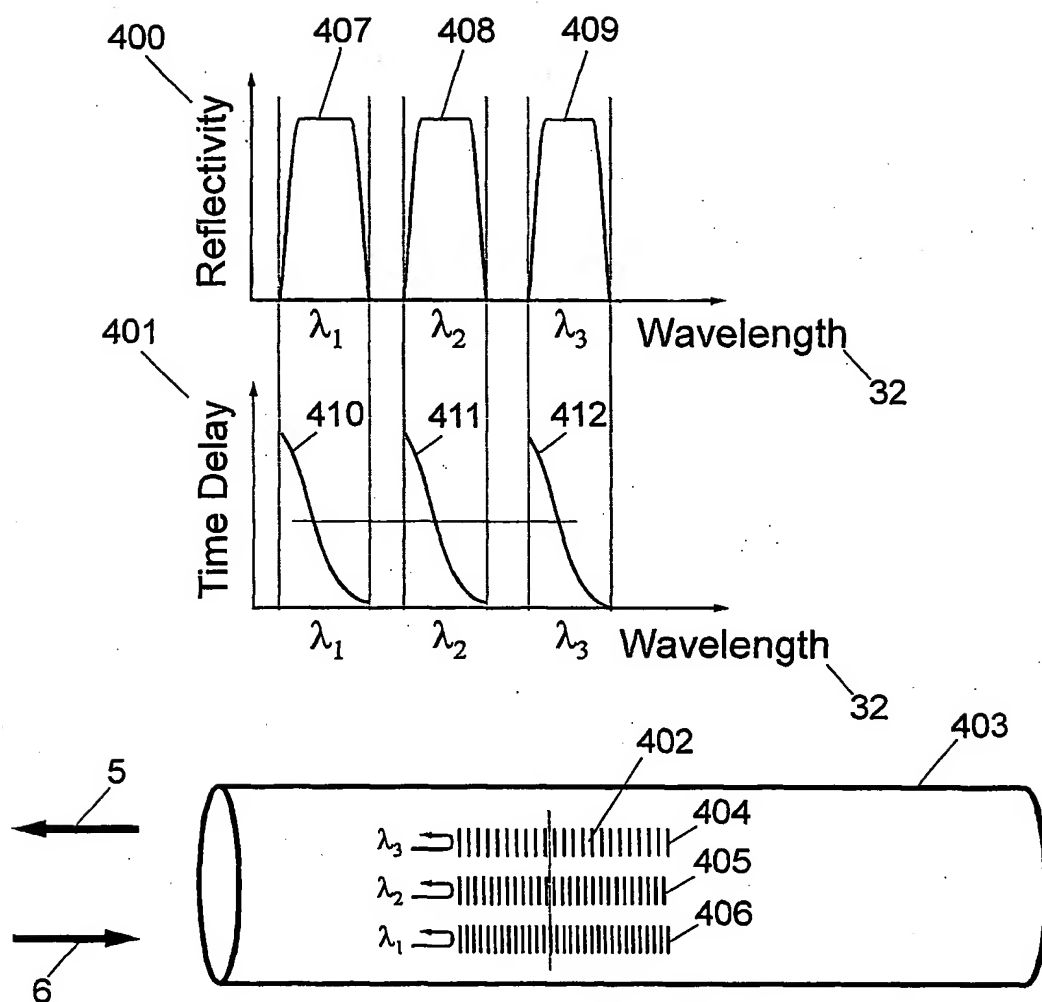 400
407
408
409
Reflectivity
λ1
λ2
λ3
Wavelength
32
401
410
411
412
Time Delay
λ1
λ2
λ3
Wavelength
32
402
403
5
404
λ3
405
λ2
406
λ1
6